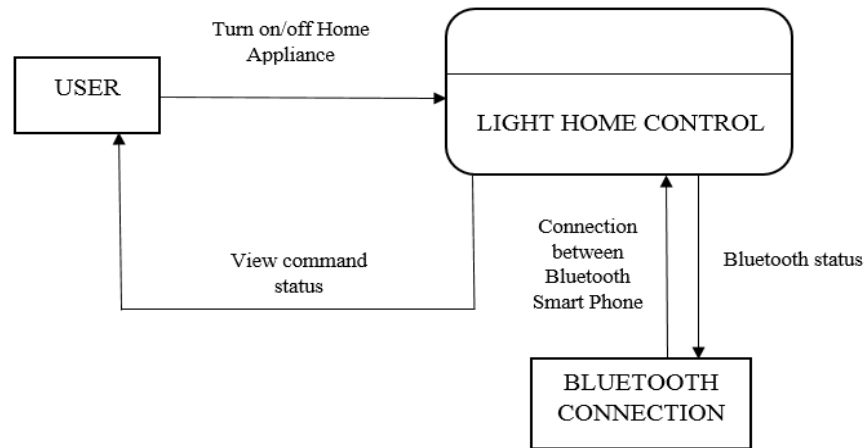 Turn on/off Home
Appliance
USER
LIGHT HOME CONTROL
View command
status
Connection
between
Bluetooth
Smart Phone
Bluetooth status
BLUETOOTH
CONNECTION